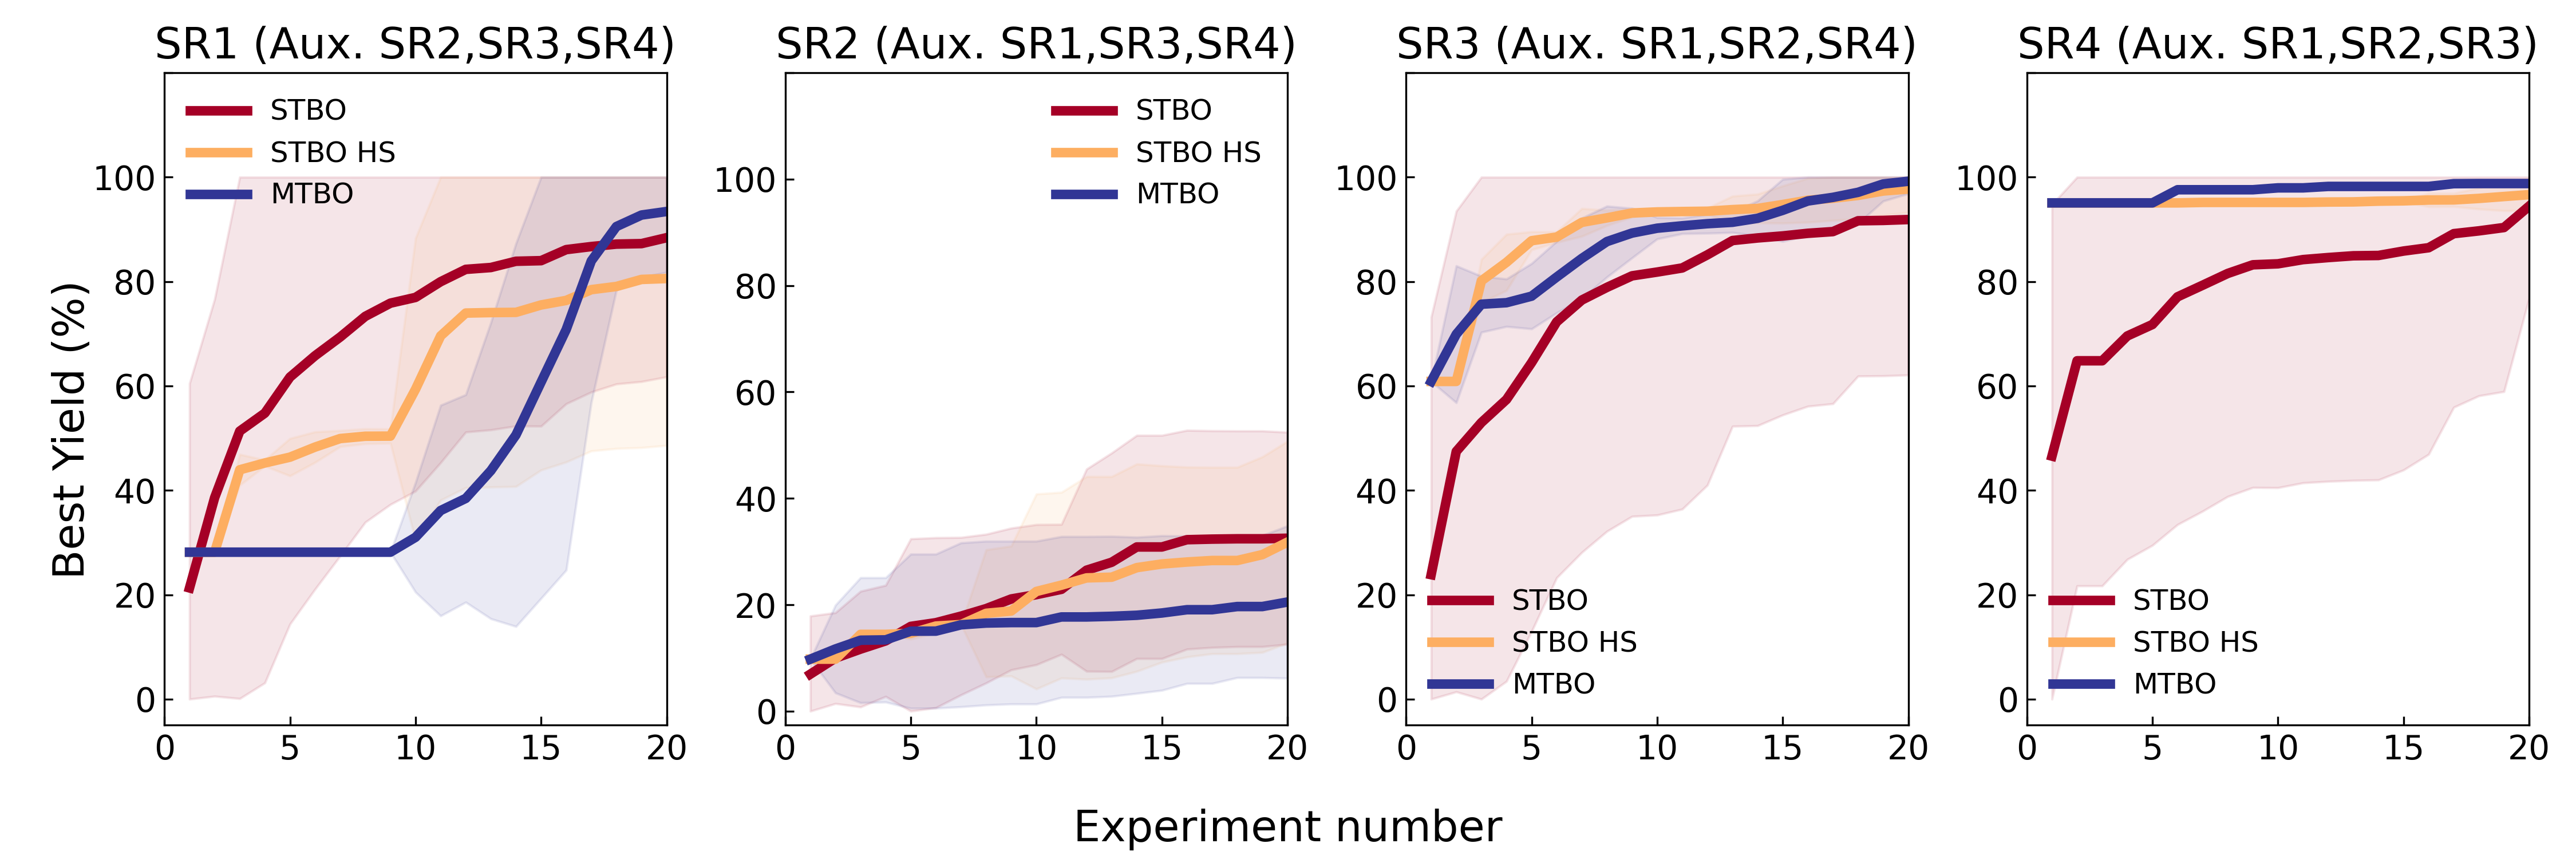 SR1 (Aux. SR2,SR3,SR4)
SR2 (Aux. SR1,SR3,SR4)
SR3 (Aux. SR1,SR2,SR4)
SR4 (Aux. SR1,SR2,SR3)
Best Yield (%)
100
80
60
40
20
0
STBO
STBO HS
MTBO
0 5 10 15 20
100
80
60
40
20
0
STBO
STBO HS
MTBO
0 5 10 15 20
100
80
60
40
20
0
STBO
STBO HS
MTBO
0 5 10 15 20
100
80
60
40
20
0
STBO
STBO HS
MTBO
0 5 10 15 20
Experiment number